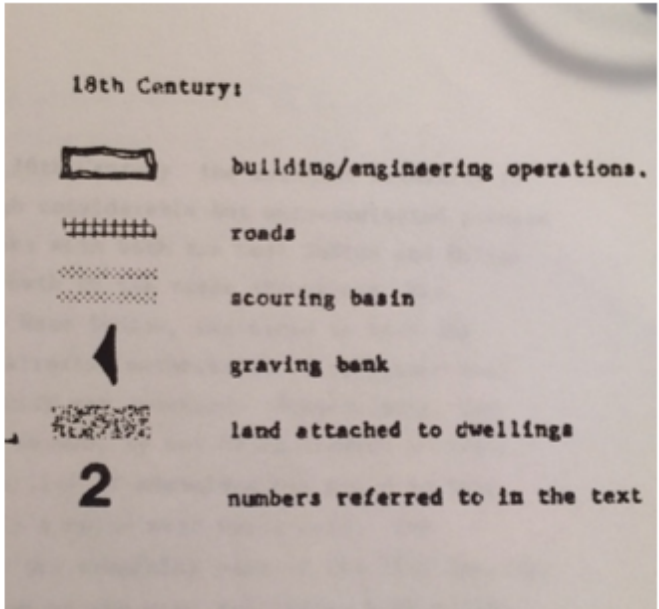 18th Century:
building/engineering operations.
roads
scouring basin
graving bank
land attached to dwellings
2 numbers referred to in the text